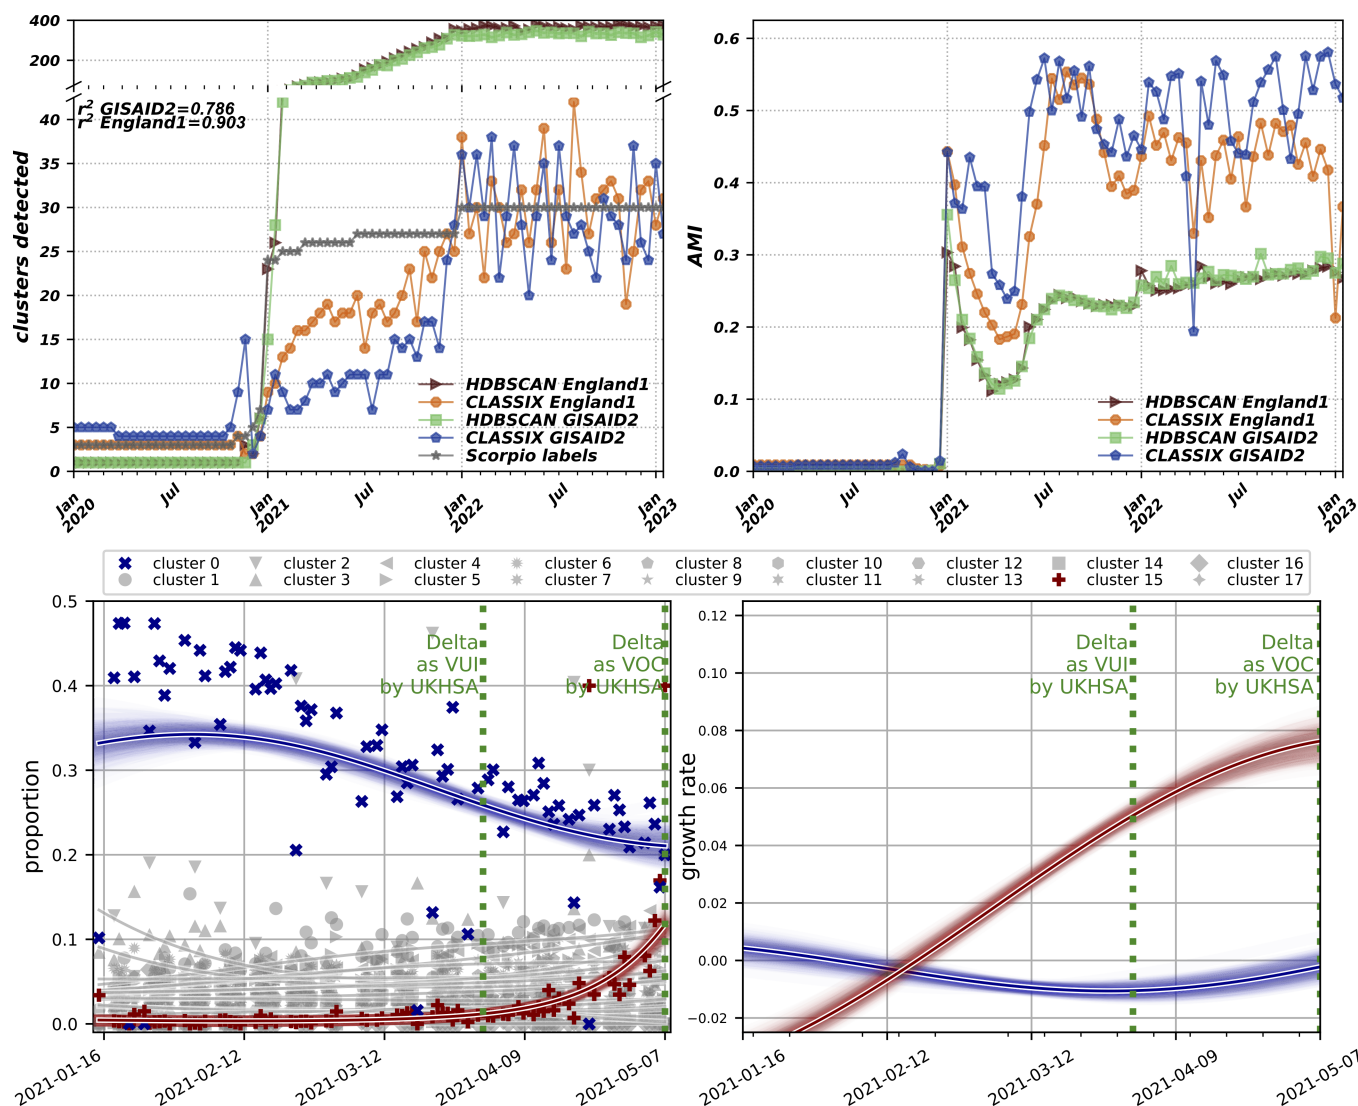 400
200
r² GISAID2=0.786
r² England1=0.903
40
35
30
25
20
15
10
5
0
clusters detected
HDBSCAN England1
CLASSIX England1
HDBSCAN GISAID2
CLASSIX GISAID2
Scorpio labels
Jan
2020
Jul
Jan
2021
Jul
Jan
2022
Jul
Jan
2023
0.6
0.5
0.4
0.3
0.2
0.1
0.0
AMI
HDBSCAN England1
CLASSIX England1
HDBSCAN GISAID2
CLASSIX GISAID2
Jan
2020
Jul
Jan
2021
Jul
Jan
2022
Jul
Jan
2023
cluster 0 cluster 2 cluster 4 cluster 6 cluster 8 cluster 10 cluster 12 cluster 14 cluster 16
cluster 1 cluster 3 cluster 5 cluster 7 cluster 9 cluster 11 cluster 13 cluster 15 cluster 17
0.5
0.4
0.3
0.2
0.1
0.0
proportion
Delta
as VUI
by UKHSA
Delta
as VOC
by UKHSA
2021-01-16
2021-02-12
2021-03-12
2021-04-09
2021-05-07
0.12
0.10
0.08
0.06
0.04
0.02
0.00
−0.02
growth rate
Delta
as VUI
by UKHSA
Delta
as VOC
by UKHSA
2021-01-16
2021-02-12
2021-03-12
2021-04-09
2021-05-07